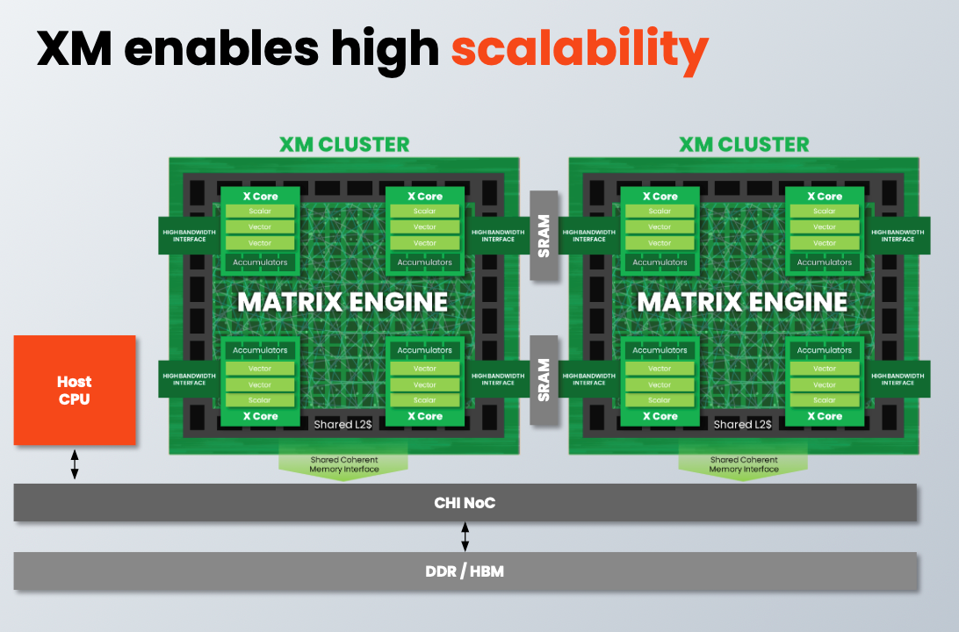 XM enables high scalability
XM CLUSTER
X Core
Scalar
Vector
Vector
Accumulators
X Core
Scalar
Vector
Vector
Accumulators
HIGH BANDWIDTH
INTERFACE
HIGH BANDWIDTH
INTERFACE
MATRIX ENGINE
Accumulators
Vector
Vector
Scalar
X Core
Accumulators
Vector
Vector
Scalar
X Core
HIGH BANDWIDTH
INTERFACE
HIGH BANDWIDTH
INTERFACE
Shared L2$
Shared Coherent
Memory Interface
SRAM
SRAM
XM CLUSTER
X Core
Scalar
Vector
Vector
Accumulators
X Core
Scalar
Vector
Vector
Accumulators
HIGH BANDWIDTH
INTERFACE
HIGH BANDWIDTH
INTERFACE
MATRIX ENGINE
Accumulators
Vector
Vector
Scalar
X Core
Accumulators
Vector
Vector
Scalar
X Core
HIGH BANDWIDTH
INTERFACE
HIGH BANDWIDTH
INTERFACE
Shared L2$
Shared Coherent
Memory Interface
Host
CPU
CHI NoC
DDR / HBM